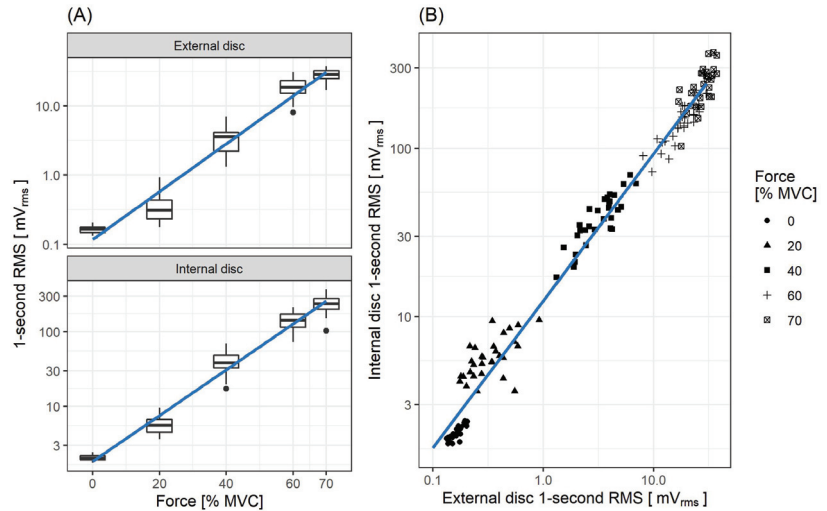 (A)
External disc
10.0
1.0
0.1
Internal disc
300
100
30
10
3
1-second RMS [ mVrms ]
0 20 40 60 70
Force [% MVC]
(B)
300
100
30
10
3
Internal disc 1-second RMS [ mVrms ]
0.1 1.0 10.0
External disc 1-second RMS [ mVrms ]
Force
[% MVC]
0
20
40
60
70